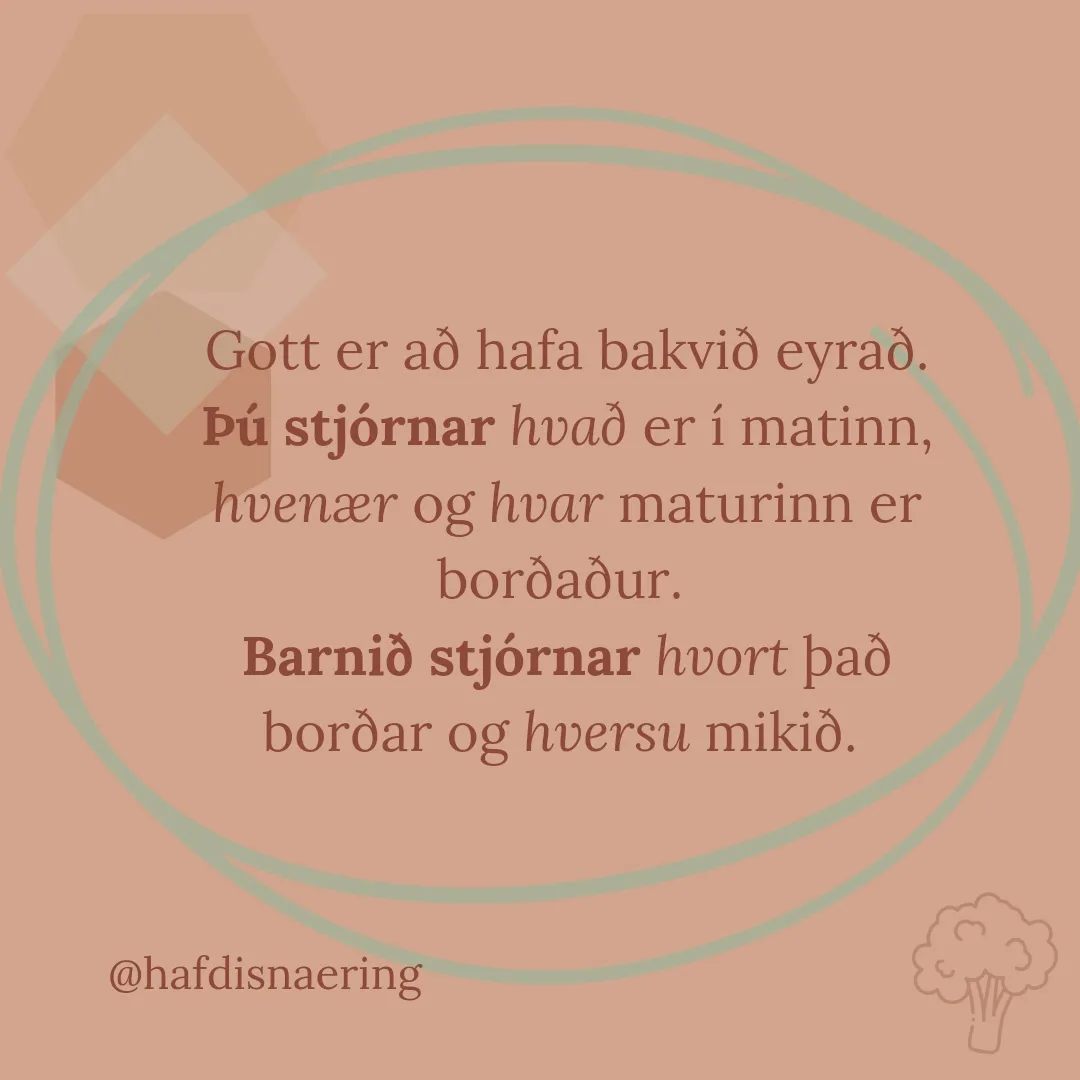 Gott er að hafa bakvið eyrað.
Þú stjórnar hvað er í matinn,
hvenær og hvar maturinn er
borðaður.
Barnið stjórnar hvort það
borðar og hversu mikið.
@hafdisnaering